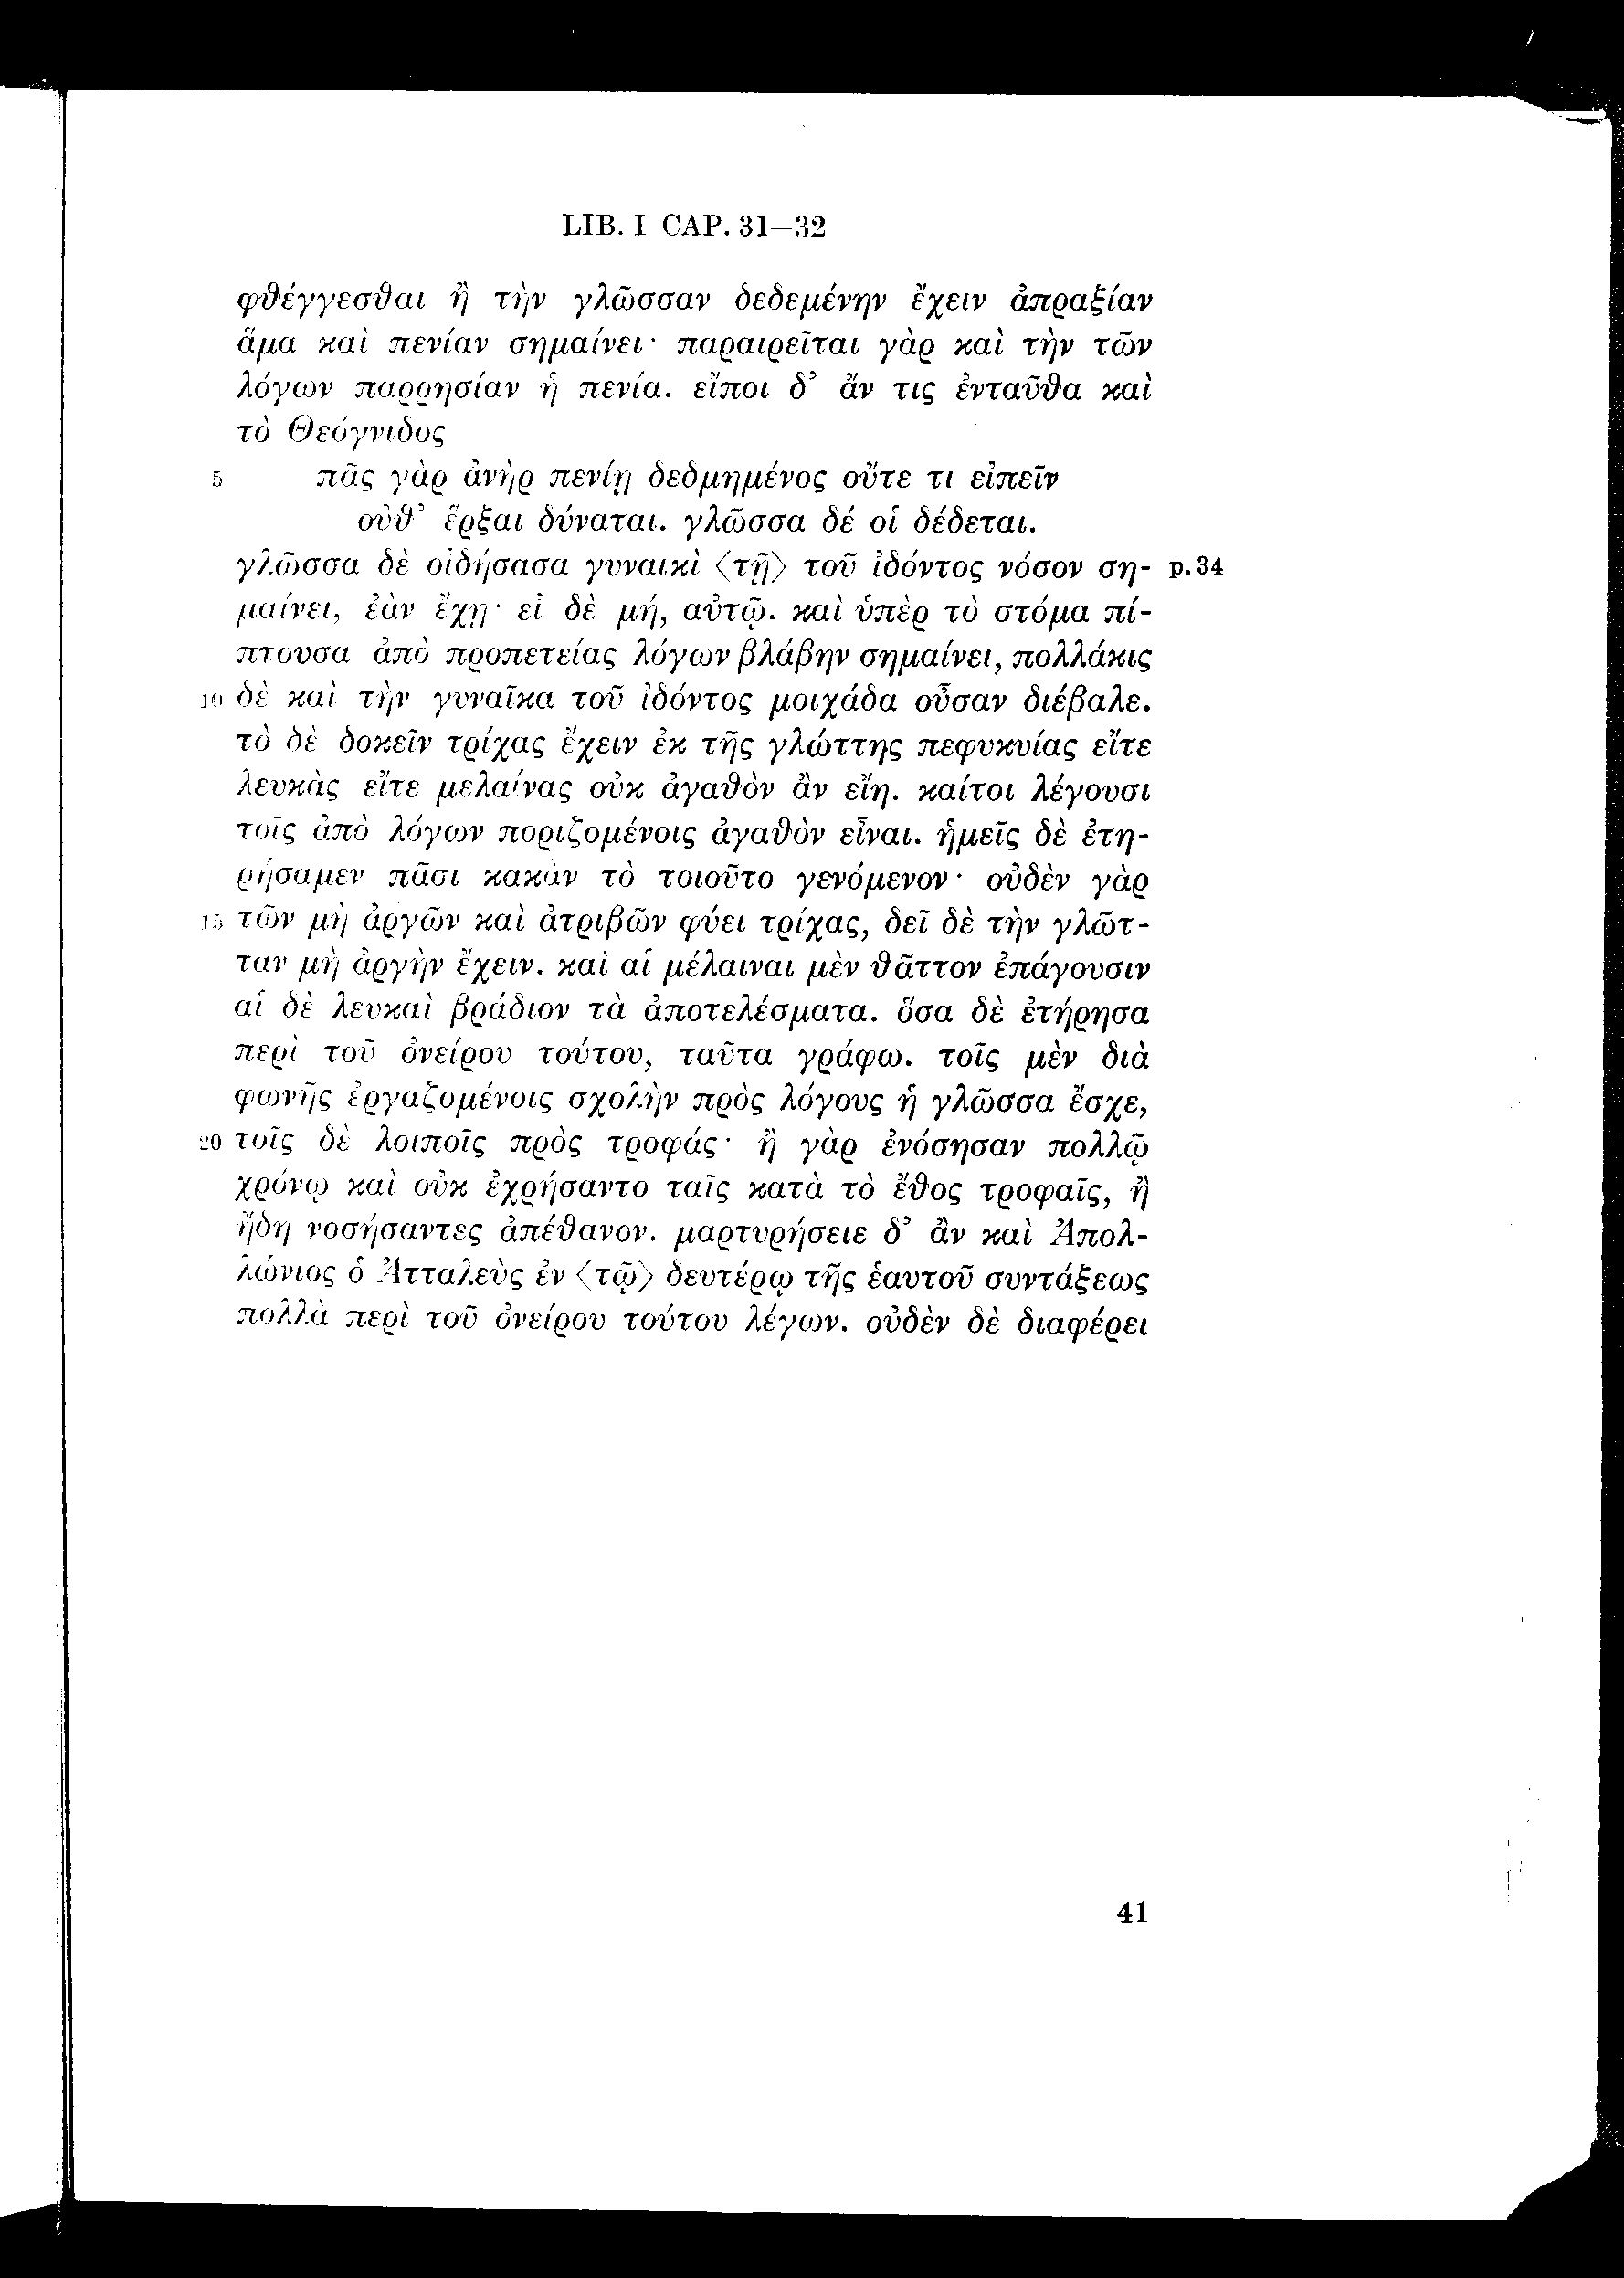 LIB. I CAP. 31—32
φθέγγεσθαι ἢ τὴν γλῶσσαν δεδεμένην ἔχειν ἀπραξίαν
ἅμα καὶ πενίαν σημαίνει· παραιρεῖται γὰρ καὶ τὴν τῶν
λόγων παρρησίαν ἡ πενία. εἴποι δ’ ἄν τις ἐνταῦθα καὶ
τὸ Θεόγνιδος
5 πᾶς γὰρ ἀνὴρ πενίῃ δεδμημένος οὔτε τι εἰπεῖν
οὐθ’ ἔρξαι δύναται. γλῶσσα δέ οἱ δέδεται.
γλῶσσα δὲ οἰδήσασα γυναικὶ ⟨τῇ⟩ τοῦ ἰδόντος νόσον ση- p. 34
μαίνει, ἐὰν ἔχῃ· εἰ δὲ μή, αὐτῷ. καὶ ὑπὲρ τὸ στόμα πί-
πτουσα ἀπὸ προπετείας λόγων βλάβην σημαίνει, πολλάκις
10 δὲ καὶ τὴν γυναῖκα τοῦ ἰδόντος μοιχάδα οὖσαν διέβαλε.
τὸ δὲ δοκεῖν τρίχας ἔχειν ἐκ τῆς γλώττης πεφυκυίας εἴτε
λευκὰς εἴτε μελαίνας οὐκ ἀγαθὸν ἂν εἴη. καίτοι λέγουσι
τοῖς ἀπὸ λόγων ποριζομένοις ἀγαθὸν εἶναι. ἡμεῖς δὲ ἐτη-
ρήσαμεν πᾶσι κακὰν τὸ τοιοῦτο γενόμενον· οὐδὲν γὰρ
15 τῶν μὴ ἀργῶν καὶ ἀτριβῶν φύει τρίχας, δεῖ δὲ τὴν γλῶτ-
ταν μὴ ἀργὴν ἔχειν. καὶ αἱ μέλαιναι μὲν θᾶττον ἐπάγουσιν
αἱ δὲ λευκαὶ βράδιον τὰ ἀποτελέσματα. ὅσα δὲ ἐτήρησα
περὶ τοῦ ὀνείρου τούτου, ταῦτα γράφω. τοῖς μὲν διὰ
φωνῆς ἐργαζομένοις σχολὴν πρὸς λόγους ἡ γλῶσσα ἔσχε,
20 τοῖς δὲ λοιποῖς πρὸς τροφάς· ἢ γὰρ ἐνόσησαν πολλῷ
χρόνῳ καὶ οὐκ ἐχρήσαντο ταῖς κατὰ τὸ ἔθος τροφαῖς, ἢ
ἤδη νοσήσαντες ἀπέθανον. μαρτυρήσειε δ’ ἂν καὶ Ἀπολ-
λώνιος ὁ Ἀτταλεὺς ἐν ⟨τῷ⟩ δευτέρῳ τῆς ἑαυτοῦ συντάξεως
πολλὰ περὶ τοῦ ὀνείρου τούτου λέγων. οὐδὲν δὲ διαφέρει
41